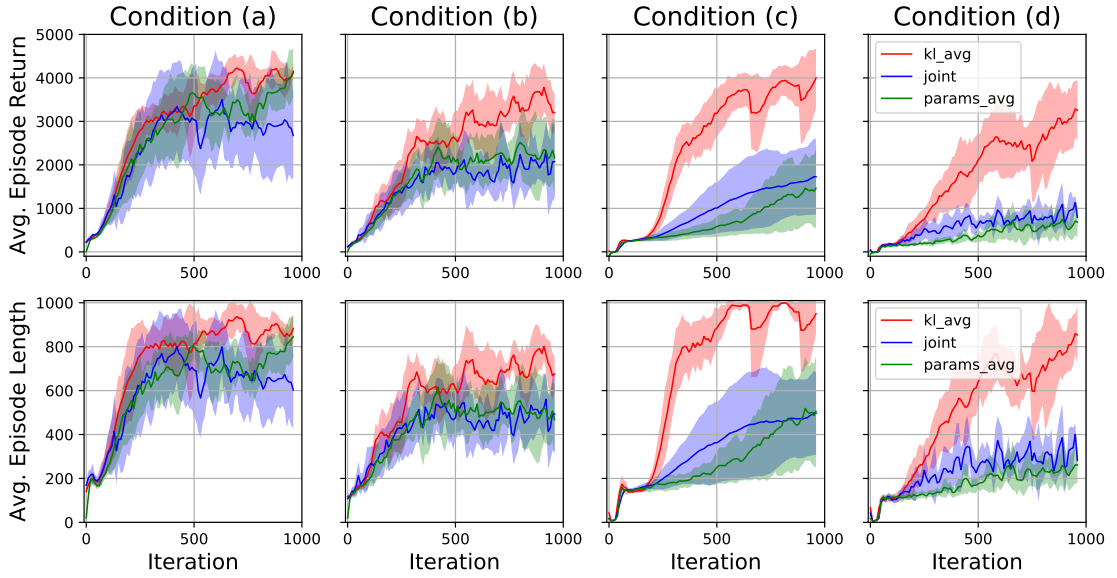 Condition (a) Condition (b) Condition (c) Condition (d)
Avg. Episode Return
5000
4000
3000
2000
1000
0
0 500 1000
0 500 1000
0 500 1000
0 500 1000
kl_avg
joint
params_avg
Avg. Episode Length
1000
800
600
400
200
0
0 500 1000
0 500 1000
0 500 1000
0 500 1000
kl_avg
joint
params_avg
Iteration Iteration Iteration Iteration